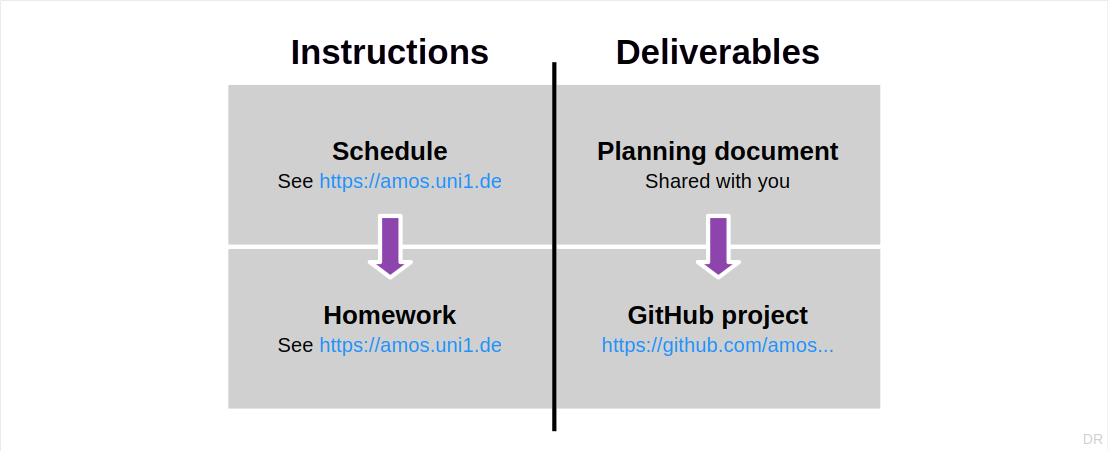 Instructions
Deliverables
Schedule
See https://amos.uni1.de
Planning document
Shared with you
Homework
See https://amos.uni1.de
GitHub project
https://github.com/amos...
DR